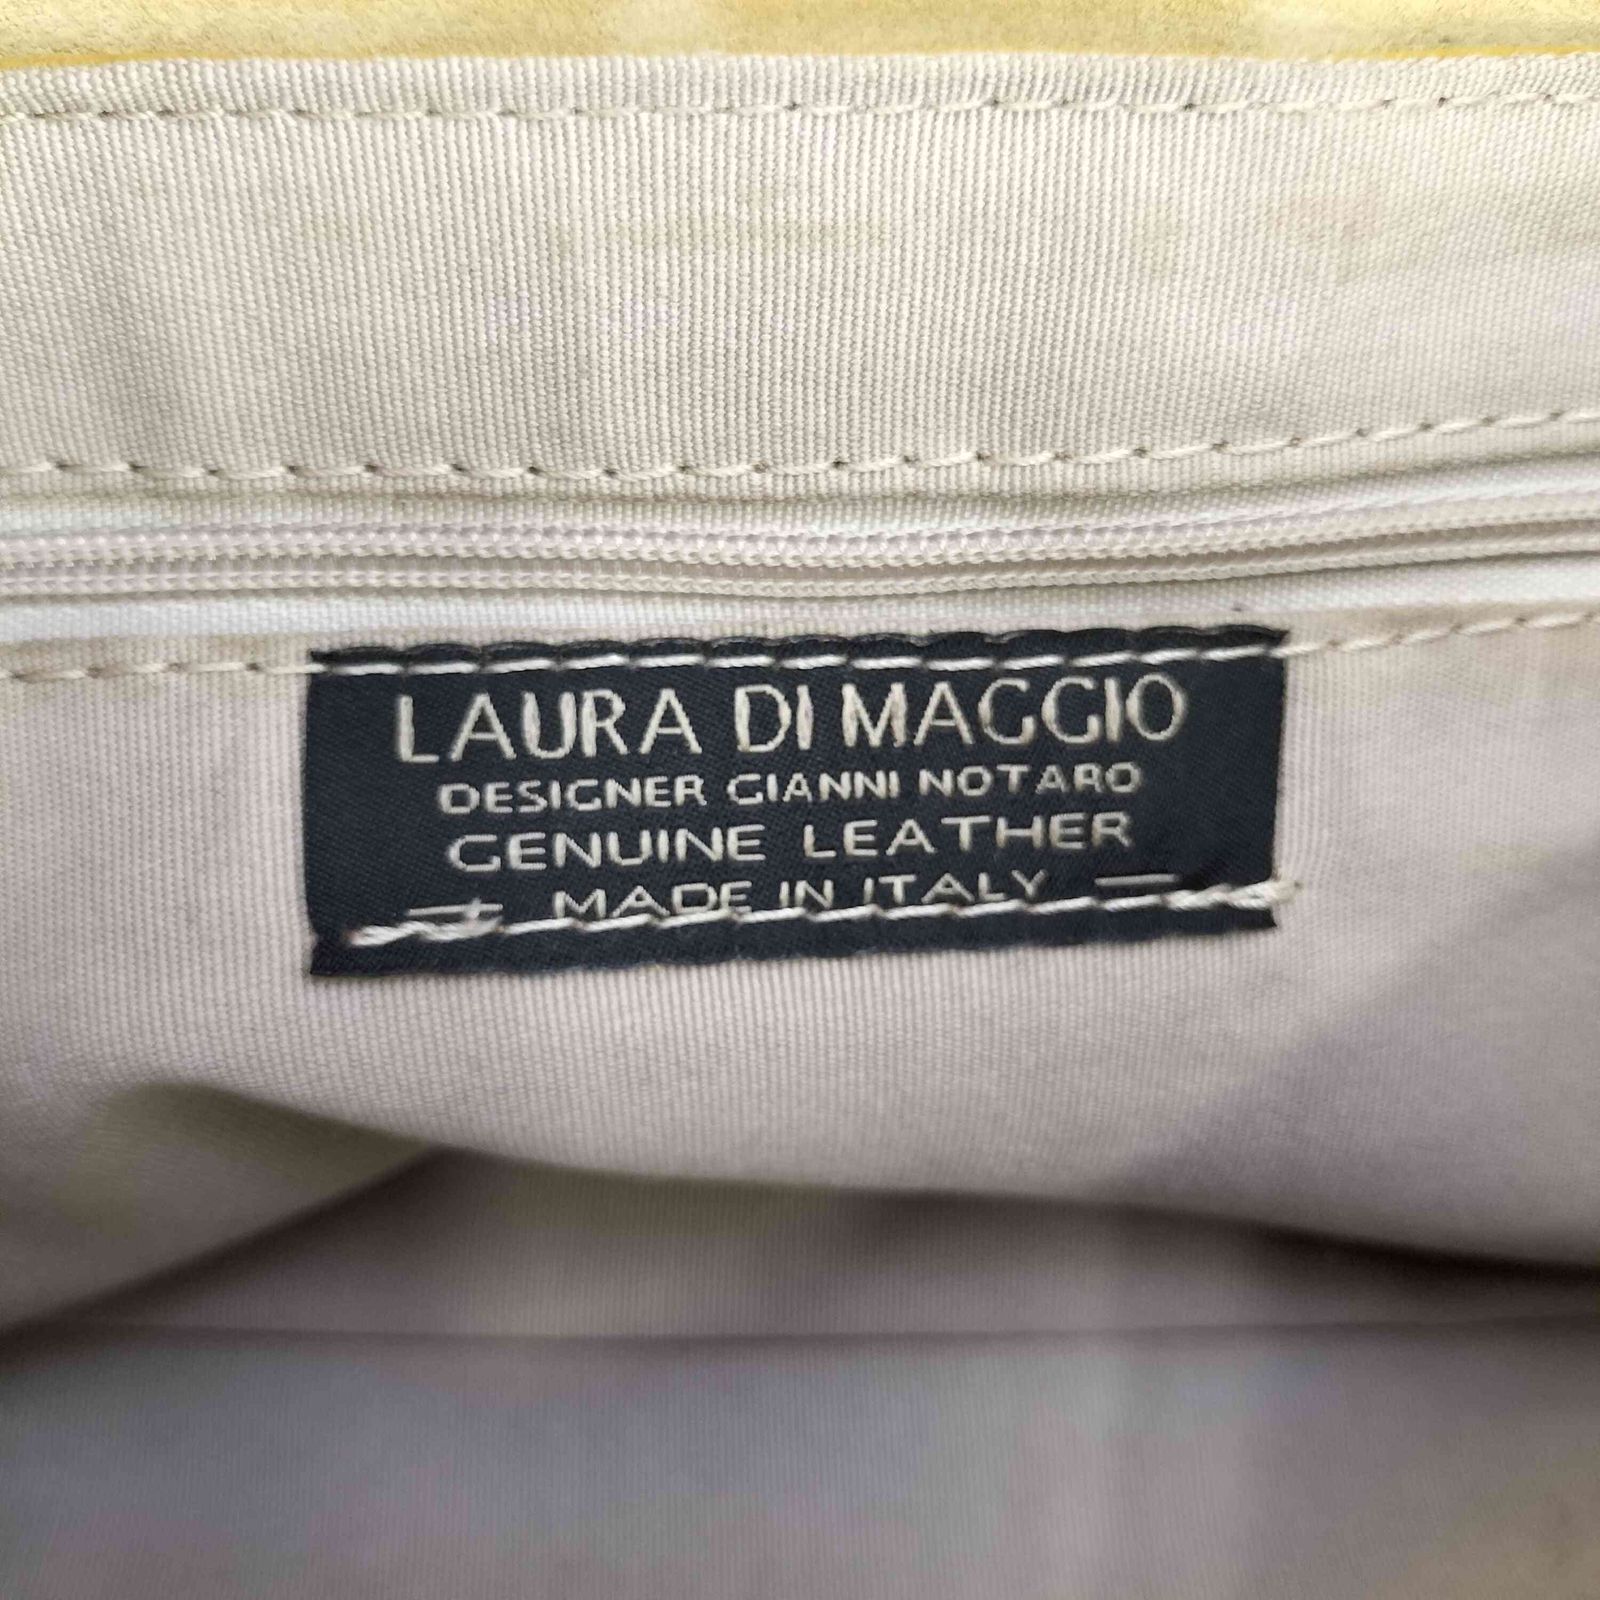 LAURA DI MAGGIO
DESIGNER GIANNI NOTARO
GENUINE LEATHER
MADE IN ITALY